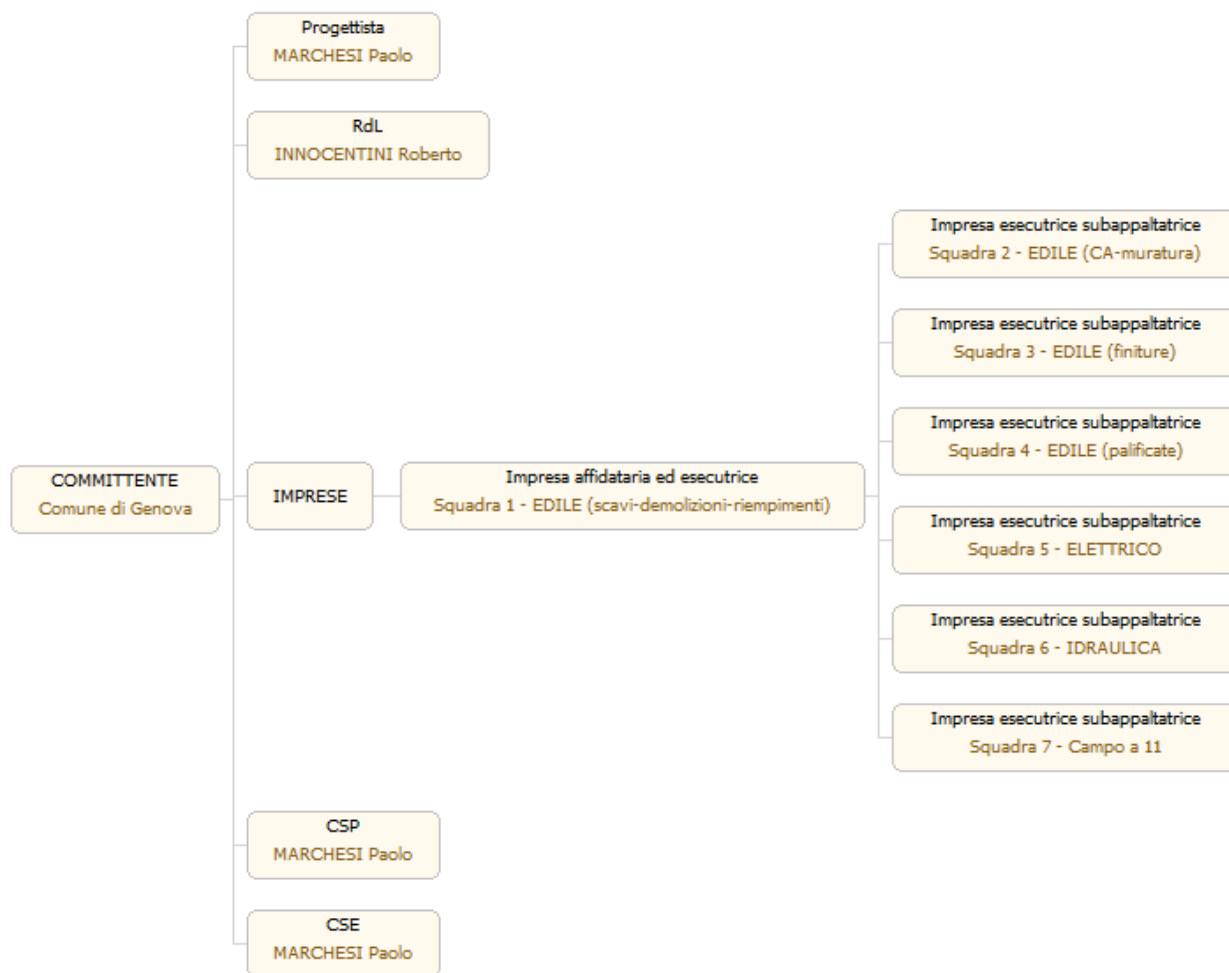 Progettista
MARCHESI Paolo
RdL
INNOCENTINI Roberto
Impresa esecutrice subappaltatrice
Squadra 2 - EDILE (CA-muratura)
Impresa esecutrice subappaltatrice
Squadra 3 - EDILE (finiture)
Impresa esecutrice subappaltatrice
Squadra 4 - EDILE (palificate)
COMMITTENTE
Comune di Genova
IMPRESE
Impresa affidataria ed esecutrice
Squadra 1 - EDILE (scavi-demolizioni-riempimenti)
Impresa esecutrice subappaltatrice
Squadra 5 - ELETTRICO
Impresa esecutrice subappaltatrice
Squadra 6 - IDRAULICA
Impresa esecutrice subappaltatrice
Squadra 7 - Campo a 11
CSP
MARCHESI Paolo
CSE
MARCHESI Paolo